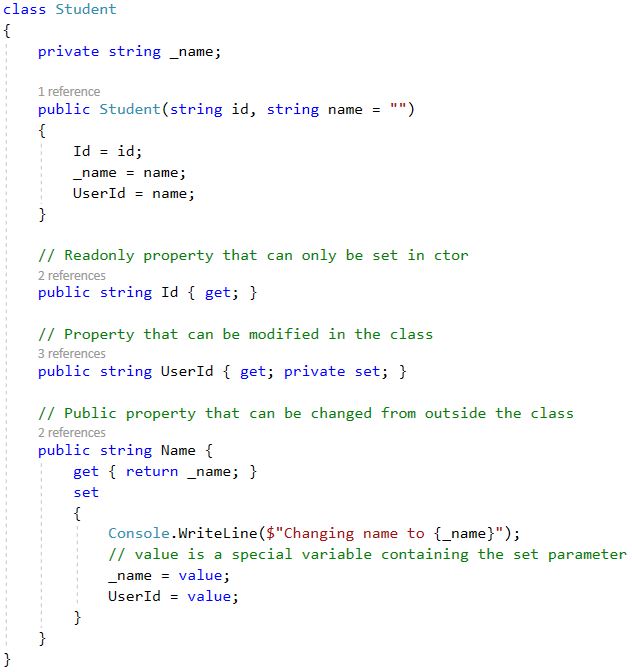 class Student
{
private string _name;
1 reference
public Student(string id, string name = "")
{
Id = id;
_name = name;
UserId = name;
}
// Readonly property that can only be set in ctor
2 references
public string Id { get; }
// Property that can be modified in the class
3 references
public string UserId { get; private set; }
// Public property that can be changed from outside the class
2 references
public string Name {
get { return _name; }
set
{
Console.WriteLine($"Changing name to {_name}");
// value is a special variable containing the set parameter
_name = value;
UserId = value;
}
}
}